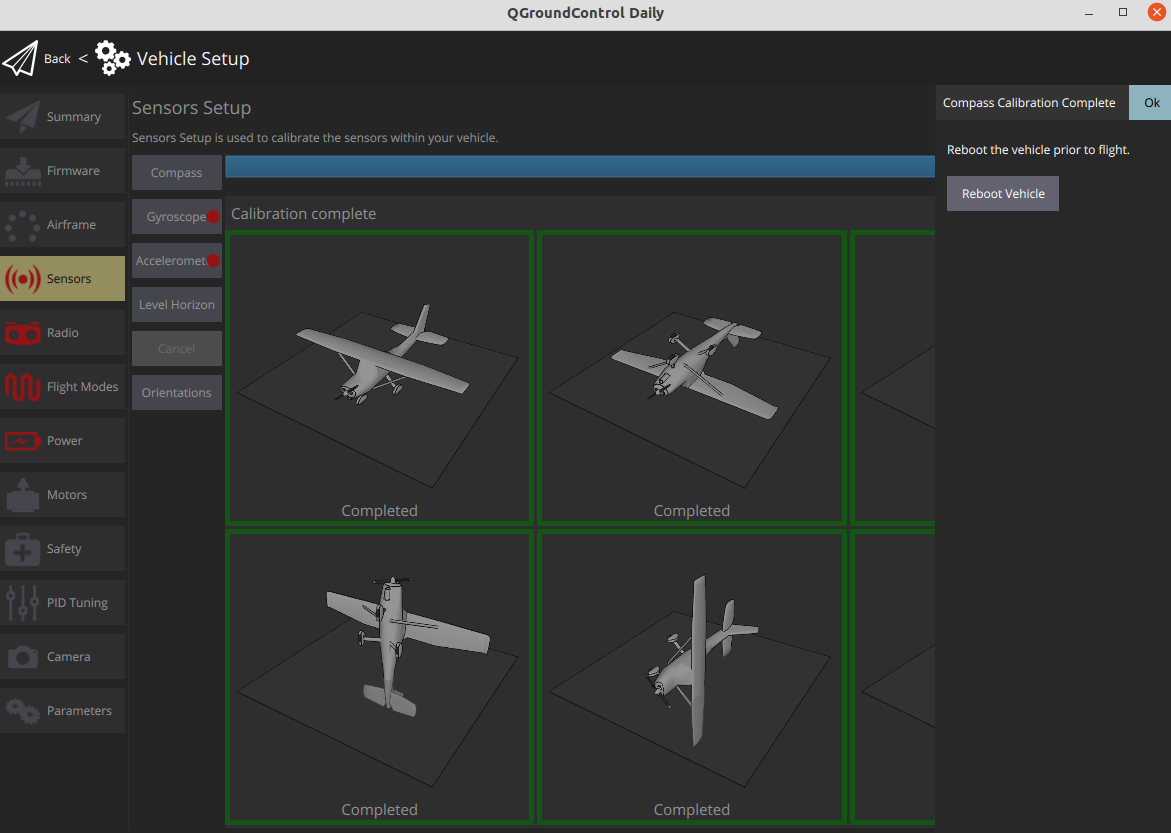 QGroundControl Daily
Back < Vehicle Setup
Summary
Firmware
Airframe
Sensors
Radio
Flight Modes
Power
Motors
Safety
PID Tuning
Camera
Parameters
Sensors Setup
Sensors Setup is used to calibrate the sensors within your vehicle.
Compass
Gyroscope
Acceleromet
Level Horizon
Cancel
Orientations
Calibration complete
Completed
Completed
Completed
Completed
Compass Calibration Complete
Ok
Reboot the vehicle prior to flight.
Reboot Vehicle